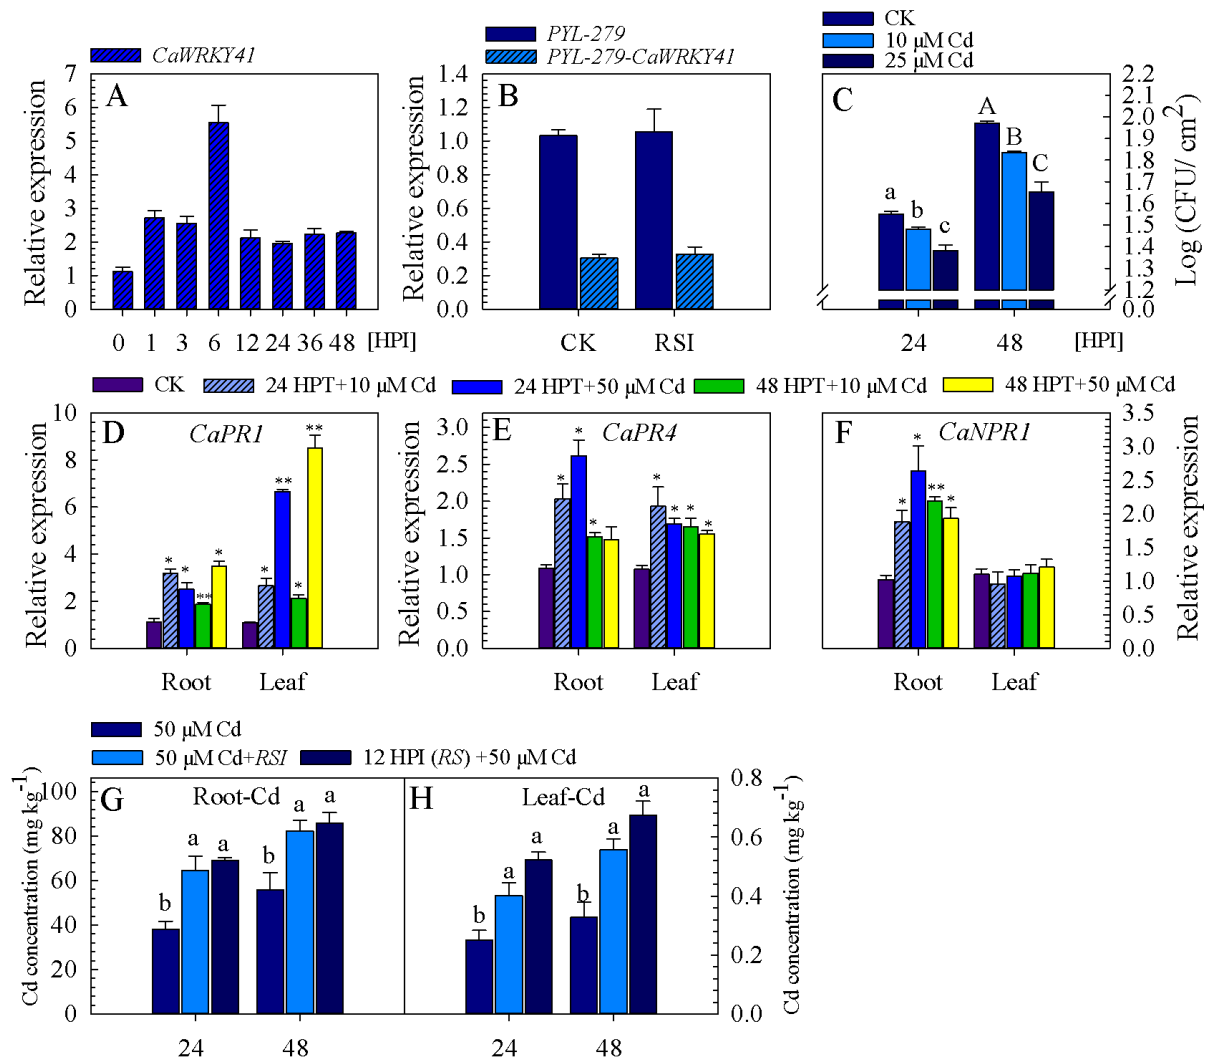 CaWRKY41
PYL-279
PYL-279-CaWRKY41
CK
10 μM Cd
25 μM Cd
A
Relative expression
7
6
5
4
3
2
1
0
0 1 3 6 12 24 36 48 [HPI]
B
Relative expression
1.4
1.2
1.0
0.8
0.6
0.4
0.2
0.0
CK RSI
C
a b c A B C
2.2
2.1
2.0
1.9
1.8
1.7
1.6
1.5
1.4
1.3
1.2
0.0
Log (CFU/ cm2)
24 48 [HPI]
CK 24 HPT+10 μM Cd 24 HPT+50 μM Cd 48 HPT+10 μM Cd 48 HPT+50 μM Cd
D CaPR1
Relative expression
10
8
6
4
2
0
* * ** * * ** * **
Root Leaf
E CaPR4
Relative expression
3.0
2.5
2.0
1.5
1.0
0.5
0.0
* * * * * * *
Root Leaf
F CaNPR1
* * ** *
3.5
3.0
2.5
2.0
1.5
1.0
0.5
0.0
Relative expression
Root Leaf
50 μM Cd
50 μM Cd+RSI 12 HPI (RS) +50 μM Cd
G Root-Cd
Cd concentration (mg kg-1)
100
80
60
40
20
0
b a a b a a
24 48
H Leaf-Cd
b a a b a a
0.8
0.6
0.4
0.2
0.0
Cd concentration (mg kg-1)
24 48